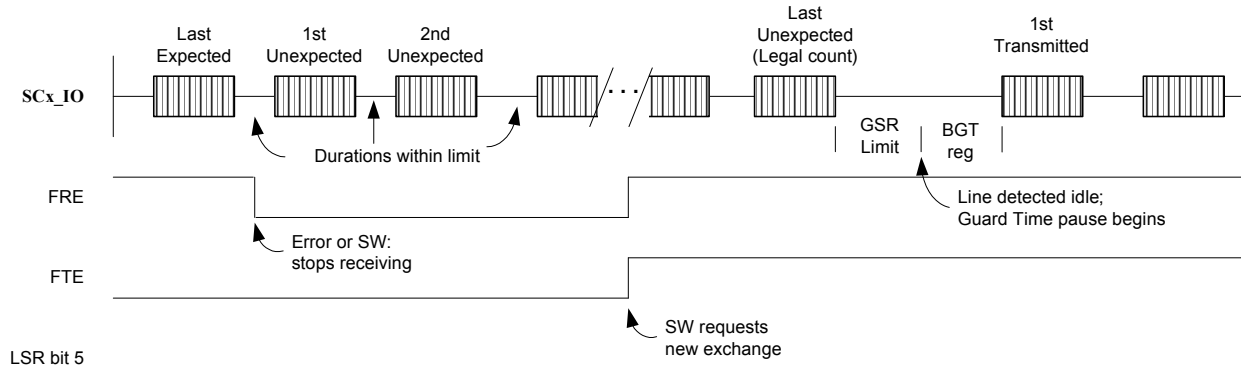 Last
Expected
1st
Unexpected
2nd
Unexpected
Last
Unexpected
(Legal count)
1st
Transmitted
SCx_IO
. . .
Durations within limit
GSR
Limit
BGT
reg
FRE
Line detected idle;
Guard Time pause begins
Error or SW:
stops receiving
FTE
SW requests
new exchange
LSR bit 5